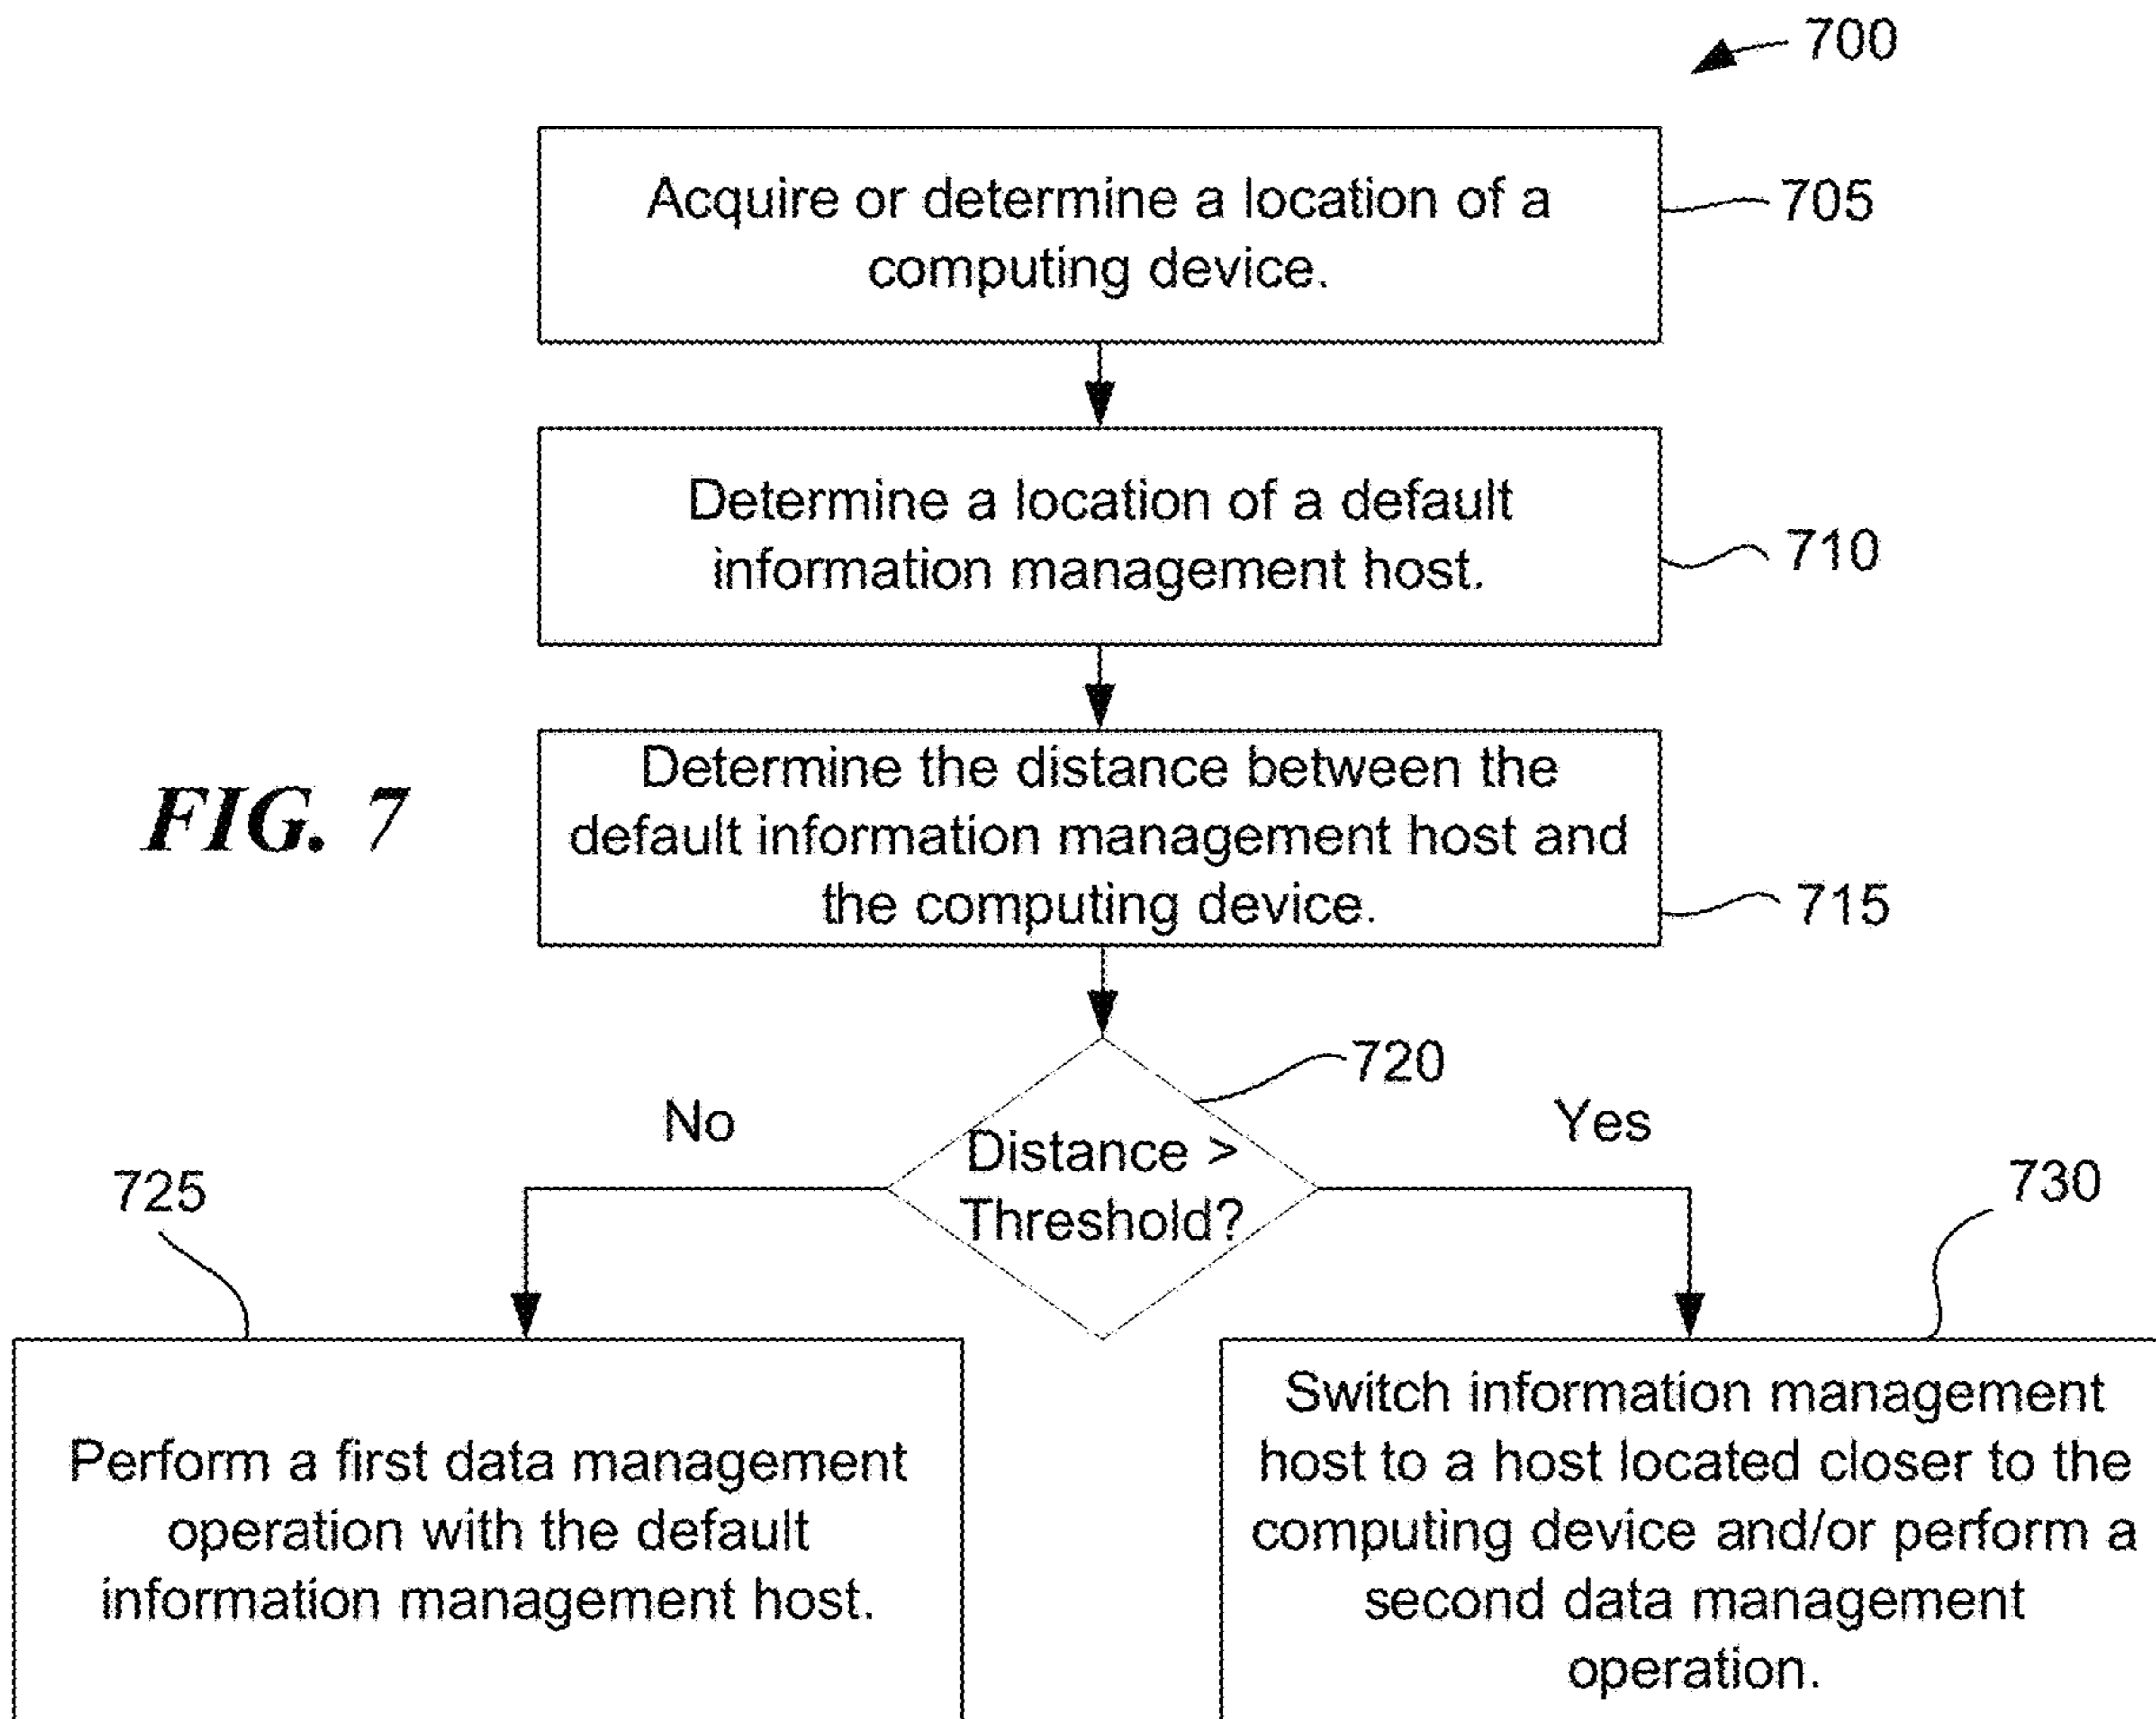 700
Acquire or determine a location of a
computing device.
705
Determine a location of a default
information management host.
710
Determine the distance between the
default information management host and
the computing device.
715
FIG. 7
720
No
Distance >
Threshold?
Yes
725
730
Perform a first data management
operation with the default
information management host.
Switch information management
host to a host located closer to the
computing device and/or perform a
second data management
operation.